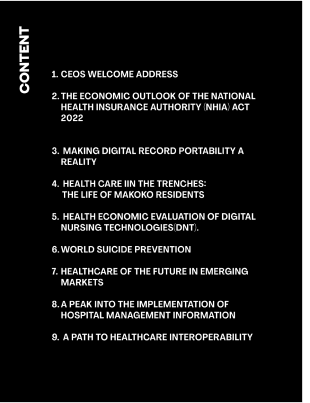 CONTENT
1. CEOS WELCOME ADDRESS
2. THE ECONOMIC OUTLOOK OF THE NATIONAL
HEALTH INSURANCE AUTHORITY (NHIA) ACT
2022
3. MAKING DIGITAL RECORD PORTABILITY A
REALITY
4. HEALTH CARE IIN THE TRENCHES:
THE LIFE OF MAKOKO RESIDENTS
5. HEALTH ECONOMIC EVALUATION OF DIGITAL
NURSING TECHNOLOGIES(DNT).
6. WORLD SUICIDE PREVENTION
7. HEALTHCARE OF THE FUTURE IN EMERGING
MARKETS
8. A PEAK INTO THE IMPLEMENTATION OF
HOSPITAL MANAGEMENT INFORMATION
9. A PATH TO HEALTHCARE INTEROPERABILITY